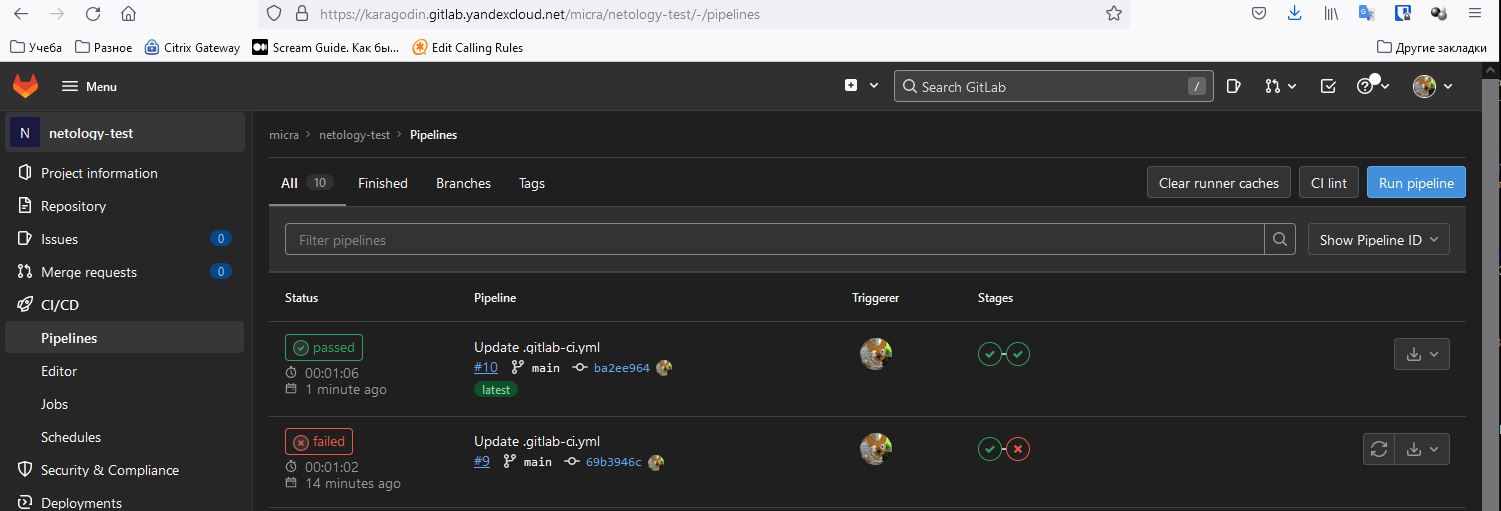 https://karagodin.gitlab.yandexcloud.net/micra/netology-test/-/pipelines
Учеба Разное Citrix Gateway Scream Guide. Как бы... Edit Calling Rules Другие закладки
Menu Search GitLab /
N netology-test
micra > netology-test > Pipelines
Project information
All 10 Finished Branches Tags Clear runner caches CI lint Run pipeline
Repository
Issues 0
Filter pipelines Show Pipeline ID
Merge requests 0
CI/CD
Status Pipeline Triggerer Stages
Pipelines
passed Update .gitlab-ci.yml
#10 main ba2ee964
00:01:06
Editor
1 minute ago latest
Jobs
Schedules
failed Update .gitlab-ci.yml
#9 main 69b3946c
00:01:02
Security & Compliance
14 minutes ago
Deployments